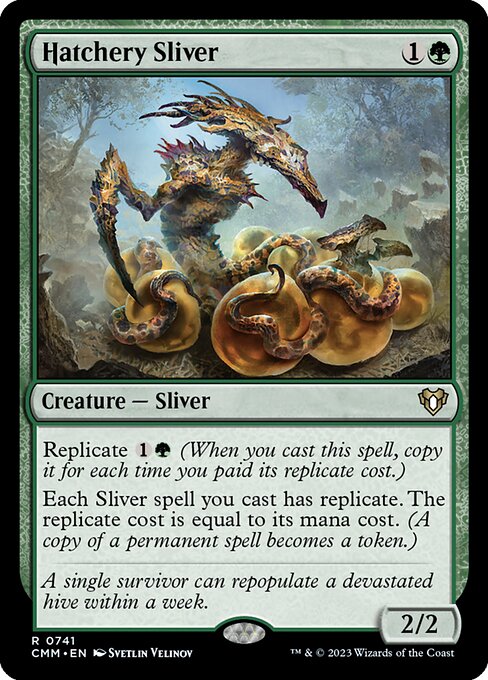 Hatchery Sliver 1
Creature — Sliver
Replicate 1 (When you cast this spell, copy
it for each time you paid its replicate cost.)
Each Sliver spell you cast has replicate. The
replicate cost is equal to its mana cost. (A
copy of a permanent spell becomes a token.)
A single survivor can repopulate a devastated
hive within a week.
2/2
R 0741
CMM • EN Svetlin Velinov
™ & © 2023 Wizards of the Coast